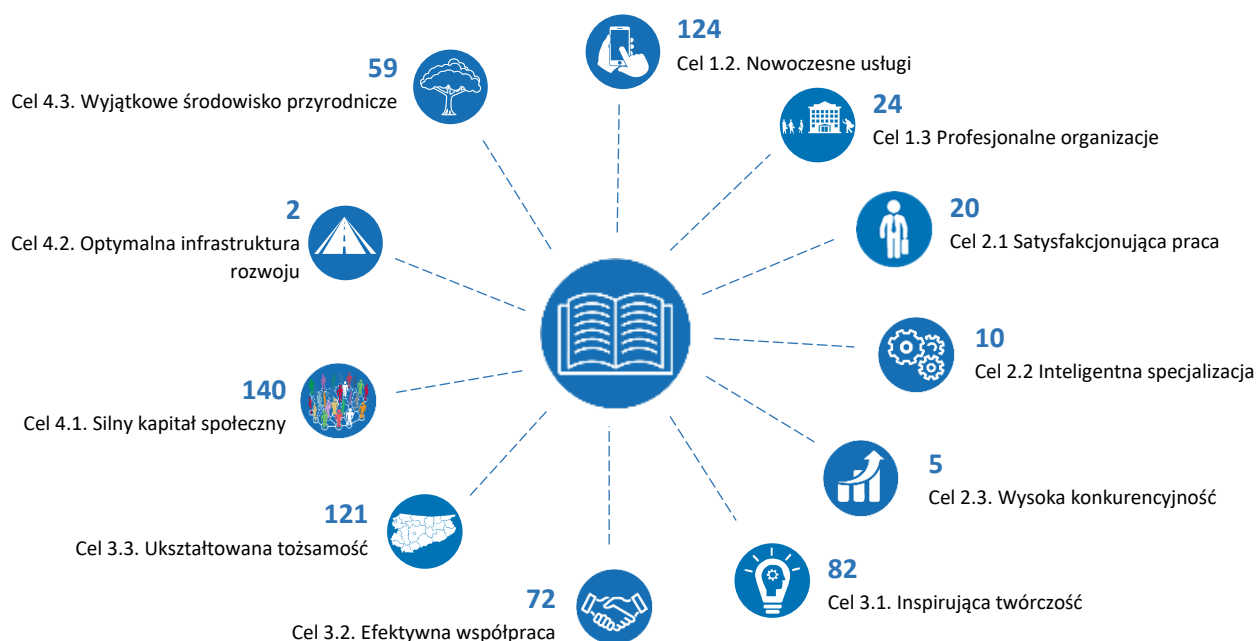 124
Cel 1.2. Nowoczesne usługi
24
Cel 1.3 Profesjonalne organizacje
20
Cel 2.1 Satysfakcjonująca praca
10
Cel 2.2 Inteligentna specjalizacja
5
Cel 2.3. Wysoka konkurencyjność
82
Cel 3.1. Inspirująca twórczość
72
Cel 3.2. Efektywna współpraca
121
Cel 3.3. Ukształtowana tożsamość
140
Cel 4.1. Silny kapitał społeczny
2
Cel 4.2. Optymalna infrastruktura
rozwoju
59
Cel 4.3. Wyjątkowe środowisko przyrodnicze